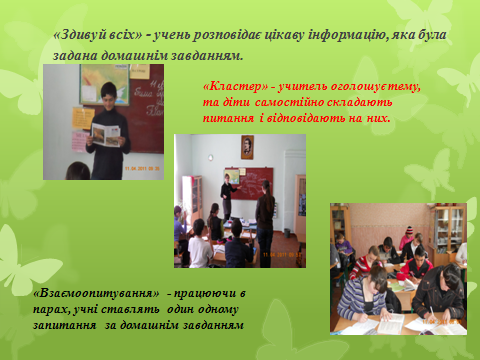 «Здивуй всіх» - учень розповідає цікаву інформацію, яка була
задана домашнім завданням.
«Кластер» - учитель оголошує тему,
та діти самостійно складають
питання і відповідають на них.
«Взаємоопитування» - працюючи в
парах, учні ставлять один одному
запитання за домашнім завданням